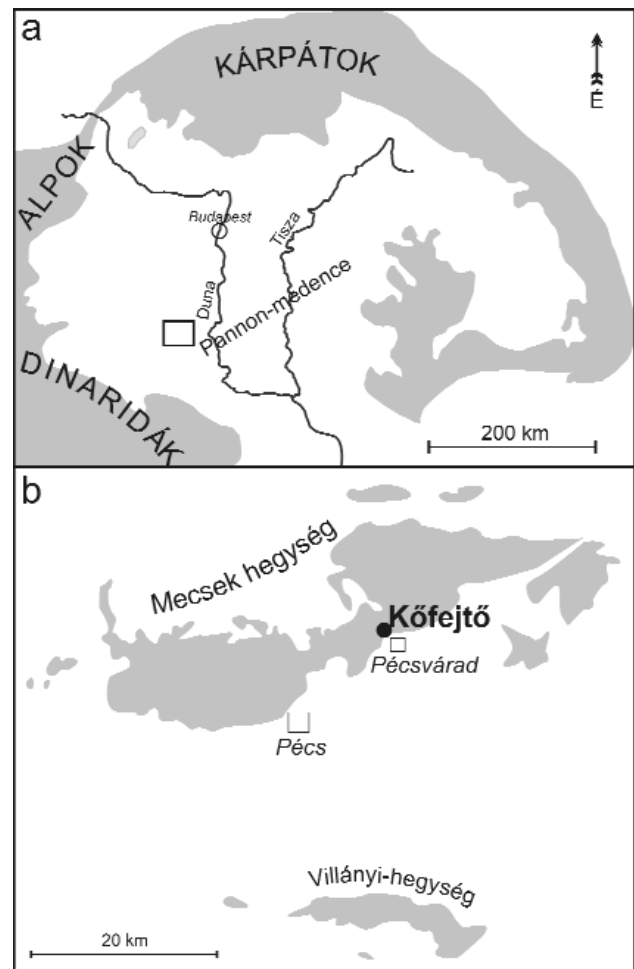 a
KÁRPÁTOK
É
ALPOK
Budapest
Tisza
Duna
Pannon-medence
DINARIDÁK
200 km
b
Mecsek hegység
Kőfejtő
Pécsvárad
Pécs
Villányi-hegység
20 km